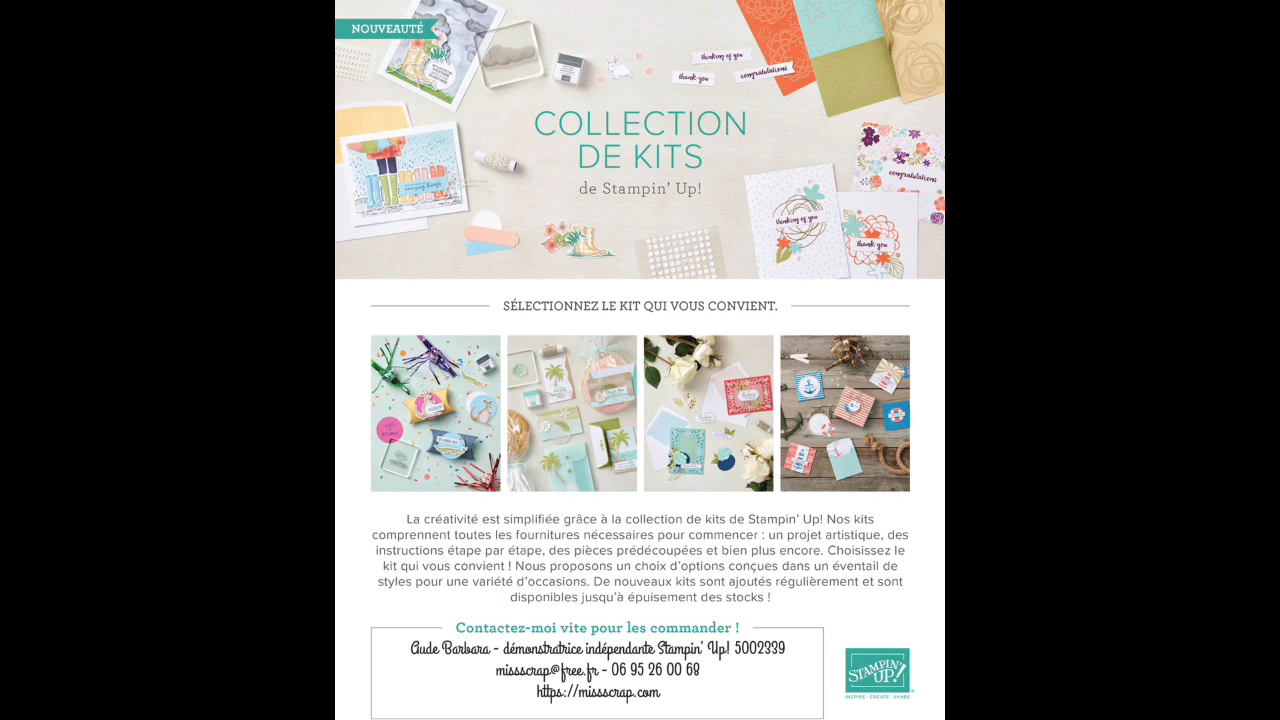 NOUVEAUTÉ
thinking of you
thank you
congratulations
COLLECTION
DE KITS
de Stampin' Up!
amazing things
congratulations
thinking of you
thank you
SÉLECTIONNEZ LE KIT QUI VOUS CONVIENT.
La créativité est simplifiée grâce à la collection de kits de Stampin' Up! Nos kits
comprennent toutes les fournitures nécessaires pour commencer : un projet artistique, des
instructions étape par étape, des pièces prédécoupées et bien plus encore. Choisissez le
kit qui vous convient ! Nous proposons un choix d'options conçues dans un éventail de
styles pour une variété d'occasions. De nouveaux kits sont ajoutés régulièrement et sont
disponibles jusqu'à épuisement des stocks !
Contactez-moi vite pour les commander !
Aude Barbara - démonstratrice indépendante Stampin' Up! 5002339
missscrap@free.fr - 06 95 26 00 68
https://missscrap.com
STAMPIN'
UP!
INSPIRE · CREATE · SHARE